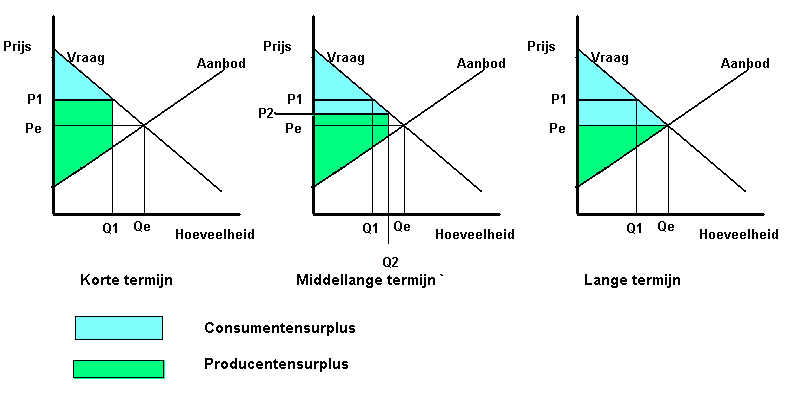 Prijs
Vraag
Aanbod
P1
Pe
Q1
Qe
Hoeveelheid
Korte termijn
Prijs
Vraag
Aanbod
P1
P2
Pe
Q1
Qe
Hoeveelheid
Q2
Middellange termijn `
Prijs
Vraag
Aanbod
P1
Pe
Q1
Qe
Hoeveelheid
Lange termijn
Consumentensurplus
Producentensurplus